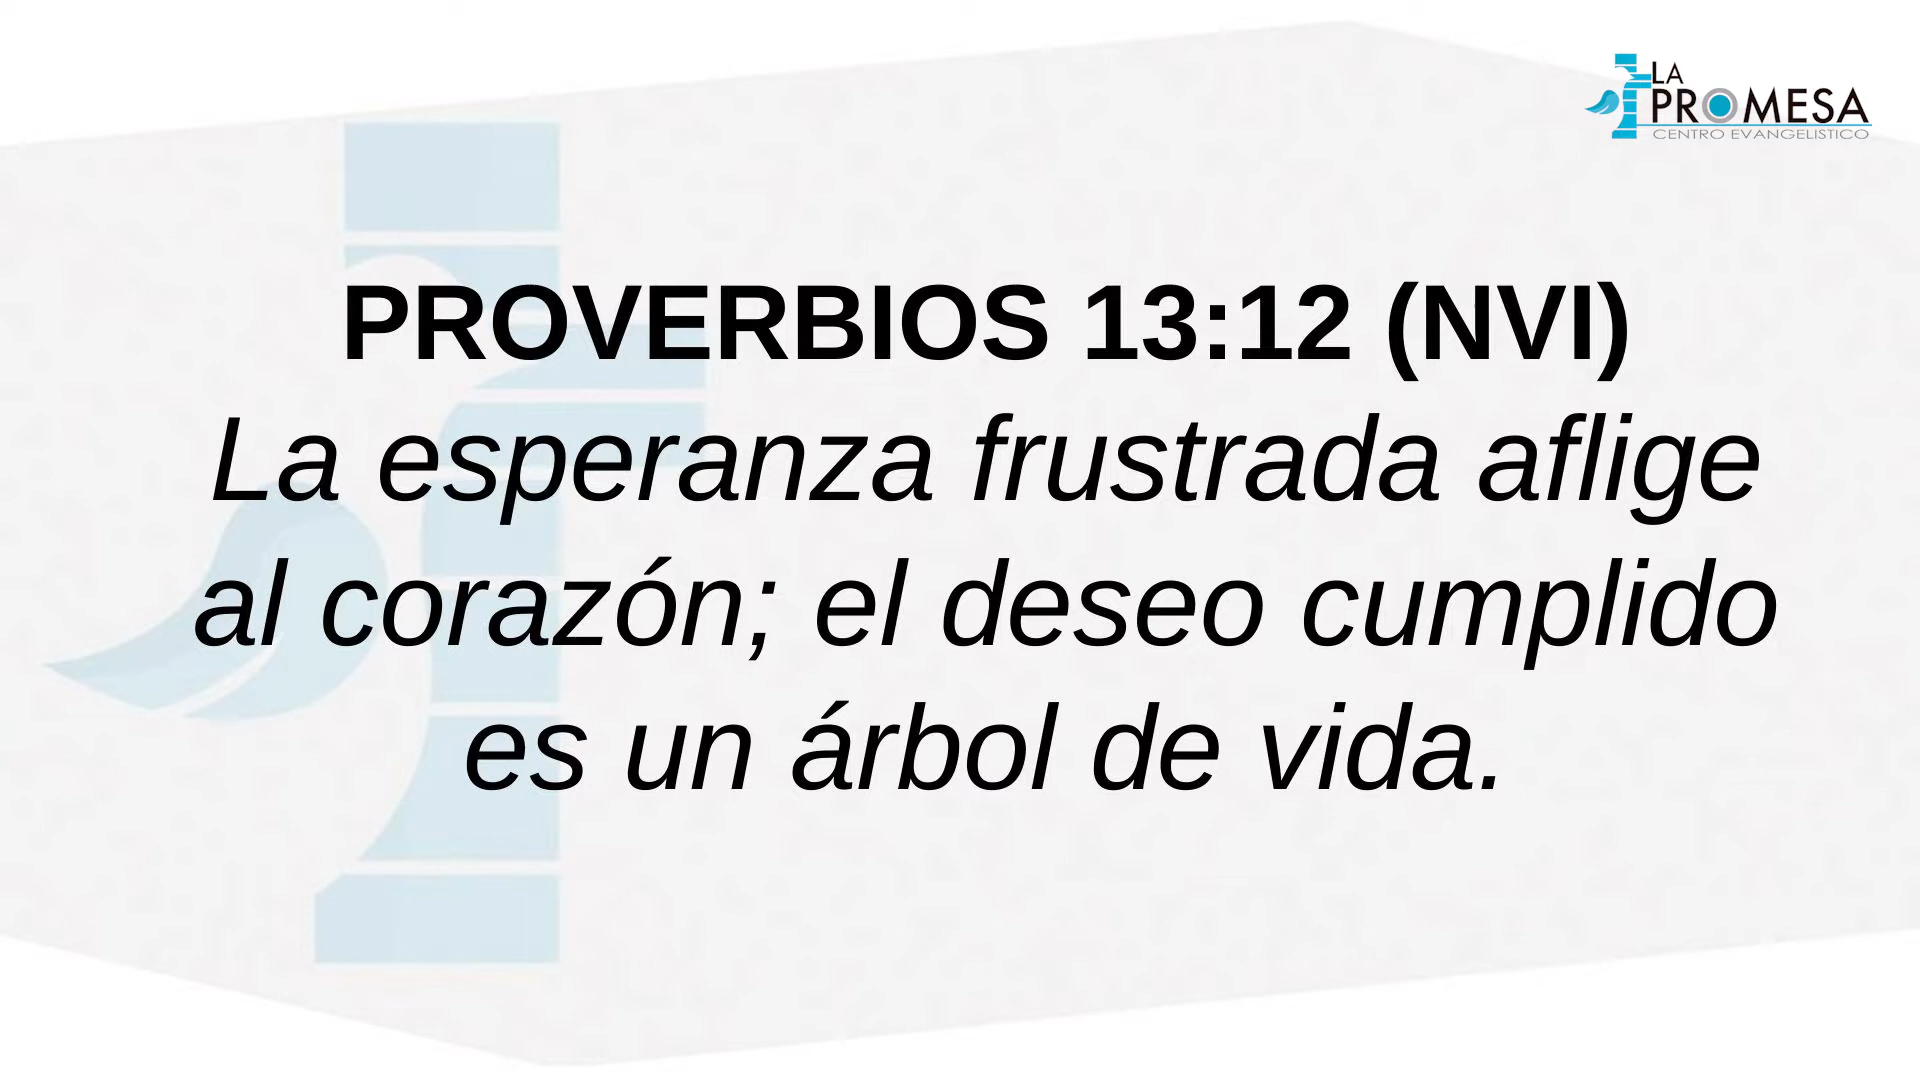 LA
PROMESA
CENTRO EVANGELISTICO
PROVERBIOS 13:12 (NVI)
La esperanza frustrada aflige
al corazón; el deseo cumplido
es un árbol de vida.